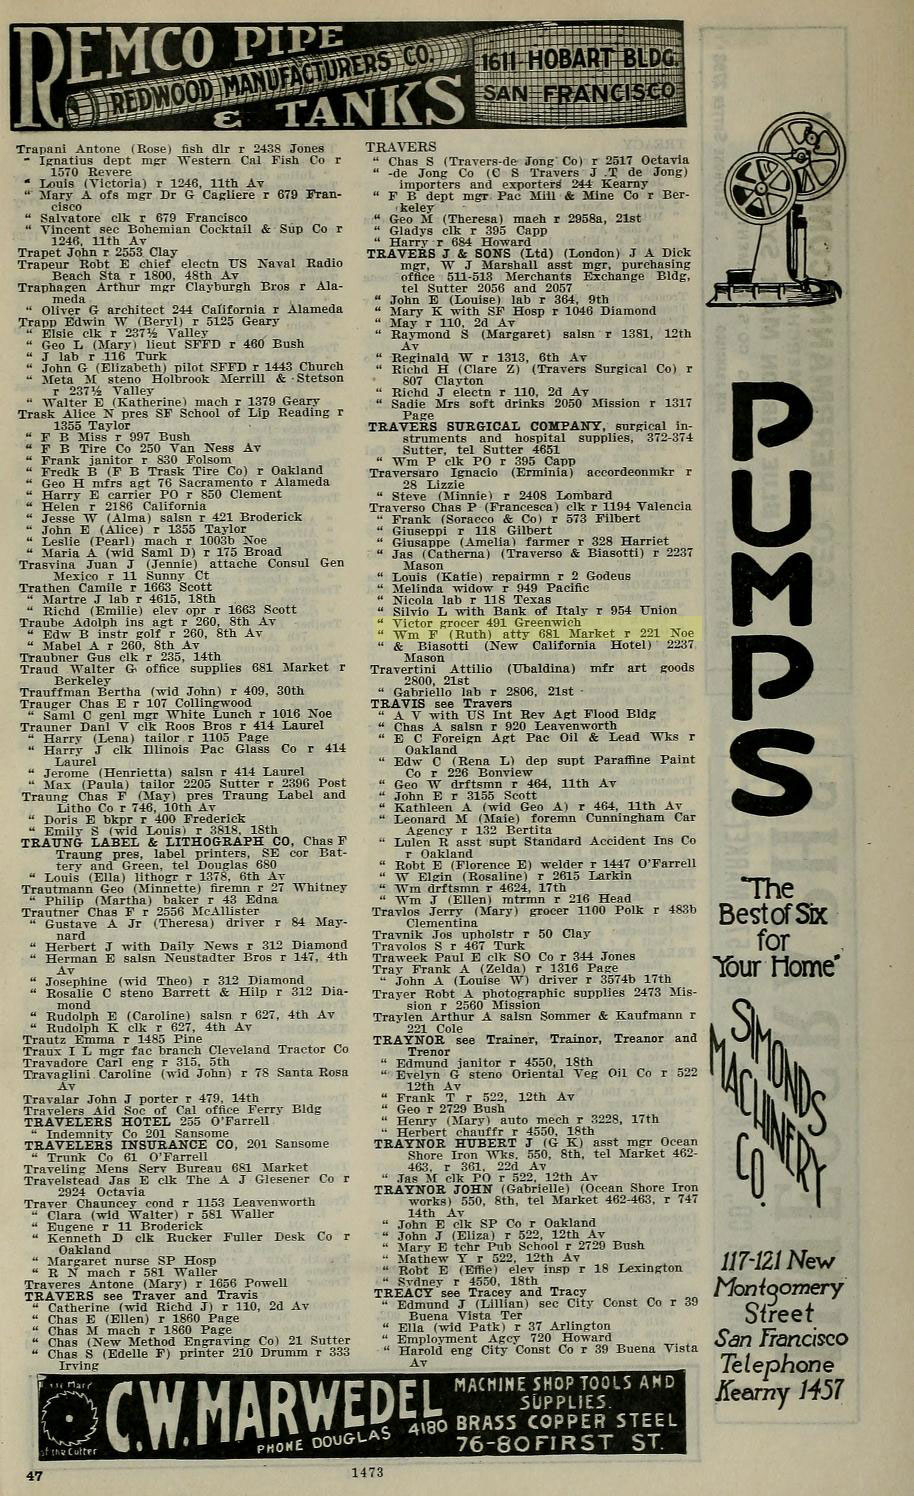 REMCO PIPE
& TANKS
REDWOOD MANUFACTURERS CO.
1611 HOBART BLDG.
SAN FRANCISCO
Trapani Antone (Rose) fish dlr r 2438 Jones
" Ignatius dept mgr Western Cal Fish Co r
1570 Revere
" Louis (Victoria) r 1246, 11th Av
" Mary A ofs mgr Dr G Cagliere r 679 Fran-
cisco
" Salvatore clk r 679 Francisco
" Vincent sec Bohemian Cocktail & Sup Co r
1246, 11th Av
Trapet John r 2553 Clay
Trapeur Robt E chief electn US Naval Radio
Beach Sta r 1800, 48th Av
Traphagen Arthur mgr Clayburgh Bros r Ala-
meda
" Oliver G architect 244 California r Alameda
Trapp Edwin W (Beryl) r 5125 Geary
" Elsie clk r 237½ Valley
" Geo L (Mary) lieut SFFD r 460 Bush
" J lab r 116 Turk
" John G (Elizabeth) pilot SFFD r 1443 Church
" Meta M steno Holbrook Merrill & Stetson
r 237½ Valley
" Walter E (Katherine) mach r 1379 Geary
Trask Alice N pres SF School of Lip Reading r
1355 Taylor
" F B Miss r 997 Bush
" F B Tire Co 250 Van Ness Av
" Frank janitor r 830 Folsom
" Fredk B (F B Trask Tire Co) r Oakland
" Geo H mfrs agt 76 Sacramento r Alameda
" Harry E carrier PO r 850 Clement
" Helen r 2186 California
" Jesse W (Alma) salsn r 421 Broderick
" John E (Alice) r 1355 Taylor
" Leslie (Pearl) mach r 1003b Noe
" Maria A (wid Saml D) r 175 Broad
Trasvina Juan J (Jennie) attache Consul Gen
Mexico r 11 Sunny Ct
Trathen Camile r 1663 Scott
" Martre J lab r 4615, 18th
" Richd (Emilie) elev opr r 1663 Scott
Traube Adolph ins agt r 260, 8th Av
" Edw B instr golf r 260, 8th Av
" Mabel A r 260, 8th Av
Traubner Gus clk r 235, 14th
Traud Walter G office supplies 681 Market r
Berkeley
Trauffman Bertha (wid John) r 409, 30th
Trauger Chas E r 107 Collingwood
" Saml C genl mgr White Lunch r 1016 Noe
Trauner Danl V clk Roos Bros r 414 Laurel
" Harry (Lena) tailor r 1105 Page
" Harry J clk Illinois Pac Glass Co r 414
Laurel
" Jerome (Henrietta) salsn r 414 Laurel
" Max (Paula) tailor 2205 Sutter r 2396 Post
Traung Chas F (May) pres Traung Label and
Litho Co r 746, 10th Av
" Doris E bkpr r 400 Frederick
" Emily S (wid Louis) r 3818, 18th
TRAUNG LABEL & LITHOGRAPH CO, Chas F
Traung pres, label printers, SE cor Bat-
tery and Green, tel Douglas 680
" Louis (Ella) lithogr r 1378, 6th Av
Trautmann Geo (Minnette) firemn r 27 Whitney
" Philip (Martha) baker r 43 Edna
Trautner Chas F r 2556 McAllister
" Gustave A Jr (Theresa) driver r 84 May-
nard
" Herbert J with Daily News r 312 Diamond
" Herman E salsn Neustadter Bros r 147, 4th
Av
" Josephine (wid Theo) r 312 Diamond
" Rosalie C steno Barrett & Hilp r 312 Dia-
mond
" Rudolph E (Caroline) salsn r 627, 4th Av
" Rudolph K clk r 627, 4th Av
Trautz Emma r 1485 Pine
Traux I L mgr fac branch Cleveland Tractor Co
Travadore Carl eng r 315, 5th
Travaglini Caroline (wid John) r 78 Santa Rosa
Av
Travalar John J porter r 479, 14th
Travelers Aid Soc of Cal office Ferry Bldg
TRAVELERS HOTEL 255 O'Farrell
" Indemnity Co 201 Sansome
TRAVELERS INSURANCE CO, 201 Sansome
" Trunk Co 61 O'Farrell
Traveling Mens Serv Bureau 681 Market
Travelstead Jas E clk The A J Glesener Co r
2924 Octavia
Traver Chauncey cond r 1153 Leavenworth
" Clara (wid Walter) r 581 Waller
" Eugene r 11 Broderick
" Kenneth D clk Rucker Fuller Desk Co r
Oakland
" Margaret nurse SP Hosp
" R N mach r 581 Waller
Traveres Antone (Mary) r 1656 Powell
TRAVERS see Traver and Travis
" Catherine (wid Richd J) r 110, 2d Av
" Chas E (Ellen) r 1860 Page
" Chas M mach r 1860 Page
" Chas (New Method Engraving Co) 21 Sutter
" Chas S (Edelle F) printer 210 Drumm r 333
Irving
TRAVERS
" Chas S (Travers-de Jong Co) r 2517 Octavia
" -de Jong Co (C S Travers J T de Jong)
importers and exporters 244 Kearny
" F B dept mgr Pac Mill & Mine Co r Ber-
keley
" Geo M (Theresa) mach r 2958a, 21st
" Gladys clk r 395 Capp
" Harry r 684 Howard
TRAVERS J & SONS (Ltd) (London) J A Dick
mgr, W J Marshall asst mgr, purchasing
office 511-513 Merchants Exchange Bldg,
tel Sutter 2056 and 2057
" John E (Louise) lab r 364, 9th
" Mary K with SF Hosp r 1046 Diamond
" May r 110, 2d Av
" Raymond S (Margaret) salsn r 1381, 12th
Av
" Reginald W r 1313, 6th Av
" Richd H (Clare Z) (Travers Surgical Co) r
807 Clayton
Richd J electn r 110, 2d Av
" Sadie Mrs soft drinks 2050 Mission r 1317
Page
TRAVERS SURGICAL COMPANY, surgical in-
struments and hospital supplies, 372-374
Sutter, tel Sutter 4651
" Wm P clk PO r 395 Capp
Traversaro Ignacio (Erminia) accordeonmkr r
28 Lizzie
" Steve (Minnie) r 2408 Lombard
Traverso Chas P (Francesca) clk r 1194 Valencia
" Frank (Soracco & Co) r 573 Filbert
" Giuseppi r 118 Gilbert
" Giusappe (Amelia) farmer r 328 Harriet
" Jas (Catherna) (Traverso & Biasotti) r 2237
Mason
" Louis (Katie) repairmn r 2 Godeus
" Melinda widow r 949 Pacific
" Nicola lab r 118 Texas
" Silvio L with Bank of Italy r 954 Union
" Victor grocer 491 Greenwich
" Wm F (Ruth) atty 681 Market r 221 Noe
" & Biasotti (New California Hotel) 2237
Mason
Travertini Attilio (Ubaldina) mfr art goods
2800, 21st
" Gabriello lab r 2806, 21st
TRAVIS see Travers
" A V with US Int Rev Agt Flood Bldg
" Chas A salsn r 920 Leavenworth
" E C Foreign Agt Pac Oil & Lead Wks r
Oakland
" Edw C (Rena L) dep supt Paraffine Paint
Co r 226 Bonview
" Geo W drftsmn r 464, 11th Av
" John E r 3155 Scott
" Kathleen A (wid Geo A) r 464, 11th Av
" Leonard M (Maie) foremn Cunningham Car
Agency r 132 Bertita
" Lulen R asst supt Standard Accident Ins Co
r Oakland
" Robt E (Florence E) welder r 1447 O'Farrell
" W Elgin (Rosaline) r 2615 Larkin
" Wm drftsmn r 4624, 17th
" Wm J (Ellen) mtrmn r 216 Head
Travlos Jerry (Mary) grocer 1100 Polk r 483b
Clementina
Travnik Jos upholstr r 50 Clay
Travolos S r 467 Turk
Traweek Paul E clk SO Co r 344 Jones
Tray Frank A (Zelda) r 1316 Page
" John A (Louise W) driver r 3574b 17th
Trayer Robt A photographic supplies 2473 Mis-
sion r 2560 Mission
Traylen Arthur A salsn Sommer & Kaufmann r
221 Cole
TRAYNOR see Trainer, Trainor, Treanor and
Trenor
" Edmund janitor r 4550, 18th
" Evelyn G steno Oriental Veg Oil Co r 522
12th Av
" Frank T r 522, 12th Av
" Geo r 2729 Bush
" Henry (Mary) auto mech r 3228, 17th
" Herbert chauffr r 4550, 18th
TRAYNOR HUBERT J (G K) asst mgr Ocean
Shore Iron Wks, 550, 8th, tel Market 462-
463, r 361, 22d Av
" Jas M clk PO r 522, 12th Av
TRAYNOR JOHN (Gabrielle) (Ocean Shore Iron
works) 550, 8th, tel Market 462-463, r 747
14th Av
" John E clk SP Co r Oakland
" John J (Eliza) r 522, 12th Av
" Mary E tchr Pub School r 2729 Bush
" Mathew Y r 522, 12th Av
" Robt E (Effie) elev insp r 18 Lexington
" Sydney r 4550, 18th
TREACY see Tracey and Tracy
" Edmund J (Lillian) sec City Const Co r 39
Buena Vista Ter
" Ella (wid Patk) r 37 Arlington
" Employment Agcy 720 Howard
" Harold eng City Const Co r 39 Buena Vista
Av
PUMPS
"The
Best of Six
for
Your Home"
SIMONDS
MACHINERY
CO.
117-121 New
Montgomery
Street
San Francisco
Telephone
Kearny 1457
of the Cutter
C.W. MARWEDEL
PHONE DOUGLAS 4180
MACHINE SHOP TOOLS AND
SUPPLIES.
BRASS COPPER STEEL
76-80 FIRST ST.
47
1473